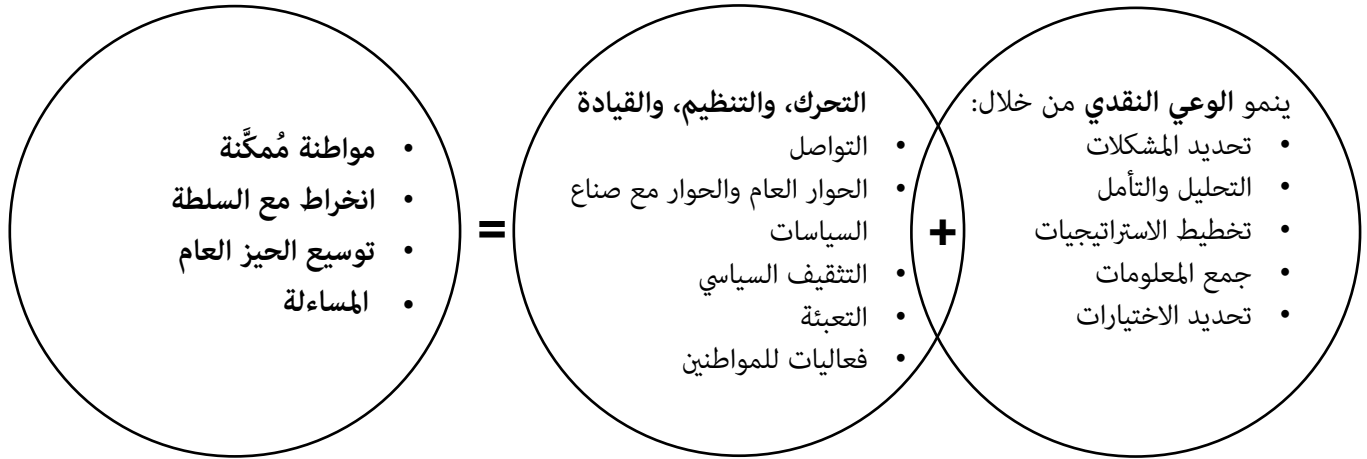 ينمو الوعي النقدي من خلال:
• تحديد المشكلات
• التحليل والتأمل
• تخطيط الاستراتيجيات
• جمع المعلومات
• تحديد الاختيارات
+
التحرك، والتنظيم، والقيادة
• التواصل
• الحوار العام والحوار مع صناع
السياسات
• التثقيف السياسي
• التعبئة
• فعاليات للمواطنين
=
• مواطنة مُمكَّنة
• انخراط مع السلطة
• توسيع الحيز العام
• المساءلة